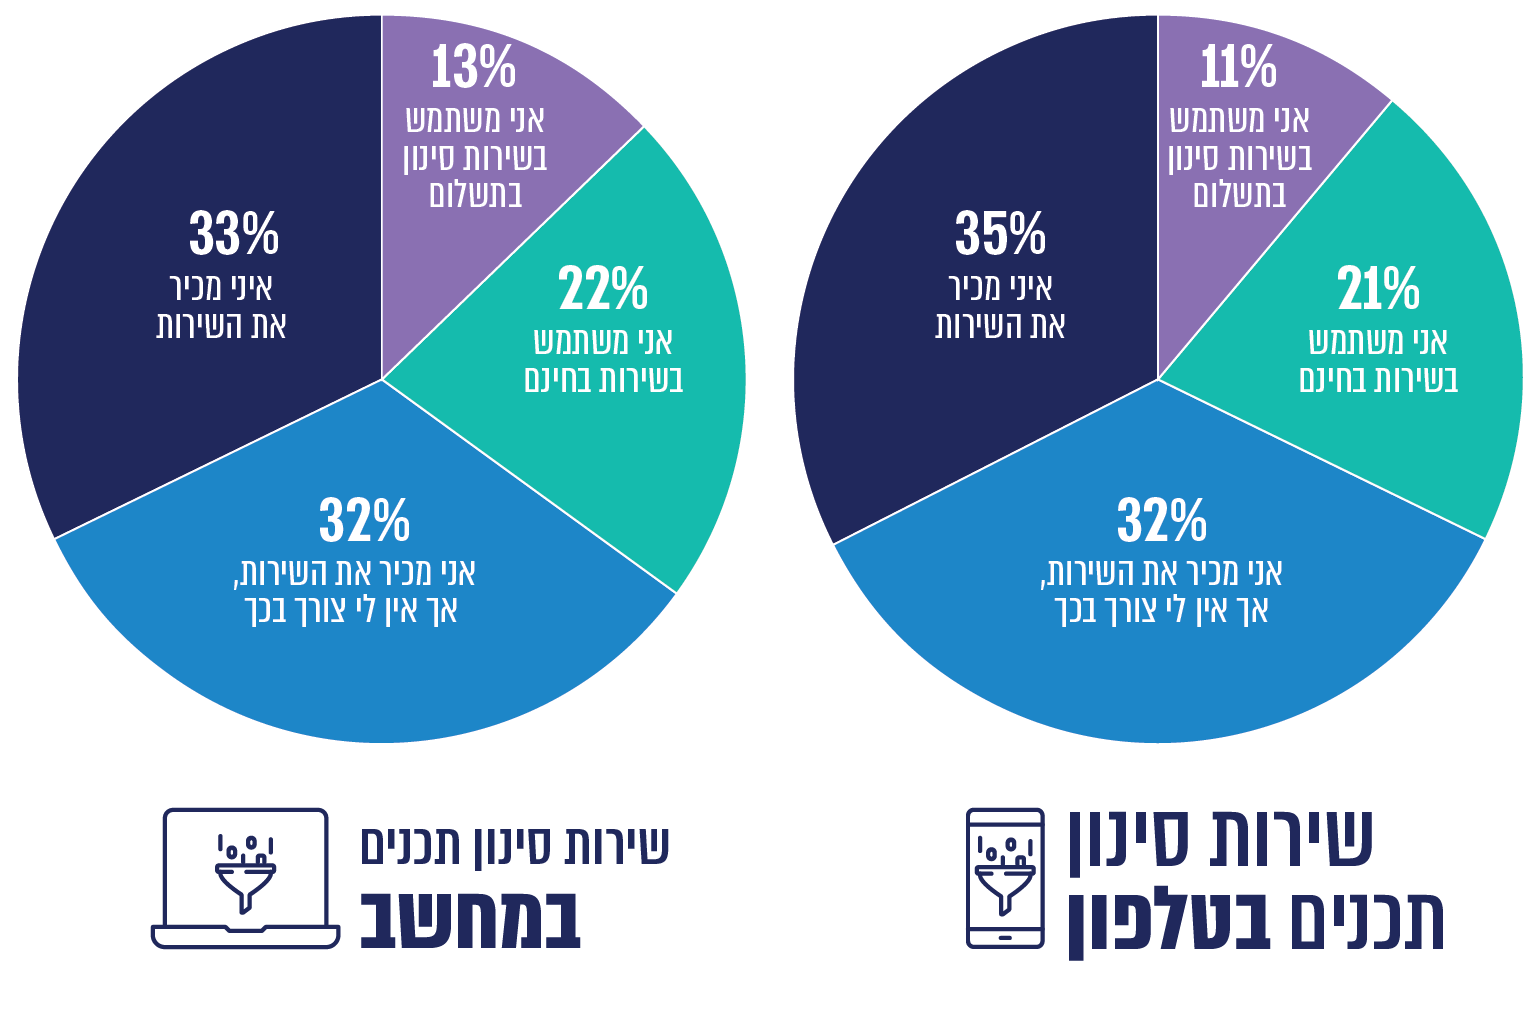 11%
אני משתמש
בשירות סינון
בתשלום
21%
אני משתמש
בשירות בחינם
32%
אני מכיר את השירות,
אך אין לי צורך בכך
35%
איני מכיר
את השירות
שירות סינון
תכנים בטלפון
13%
אני משתמש
בשירות סינון
בתשלום
22%
אני משתמש
בשירות בחינם
32%
אני מכיר את השירות,
אך אין לי צורך בכך
33%
איני מכיר
את השירות
שירות סינון תכנים
במחשב